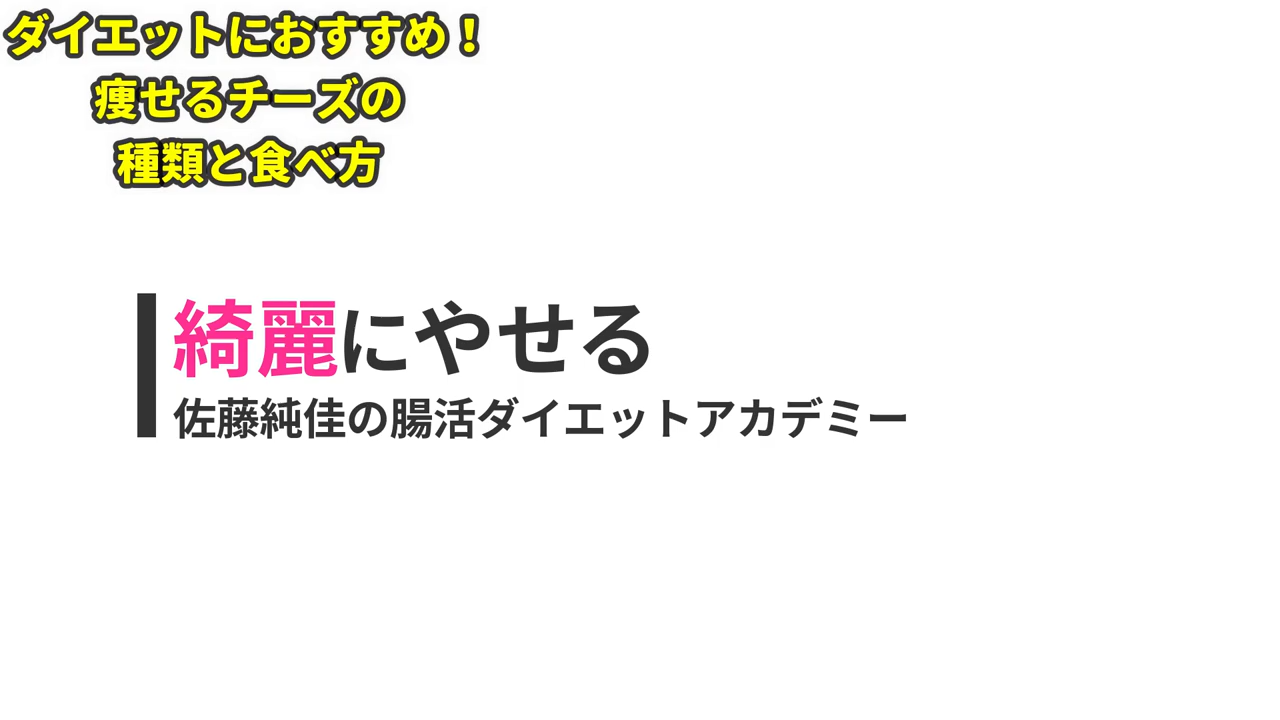 ダイエットにおすすめ！
痩せるチーズの
種類と食べ方
綺麗にやせる
佐藤純佳の腸活ダイエットアカデミー